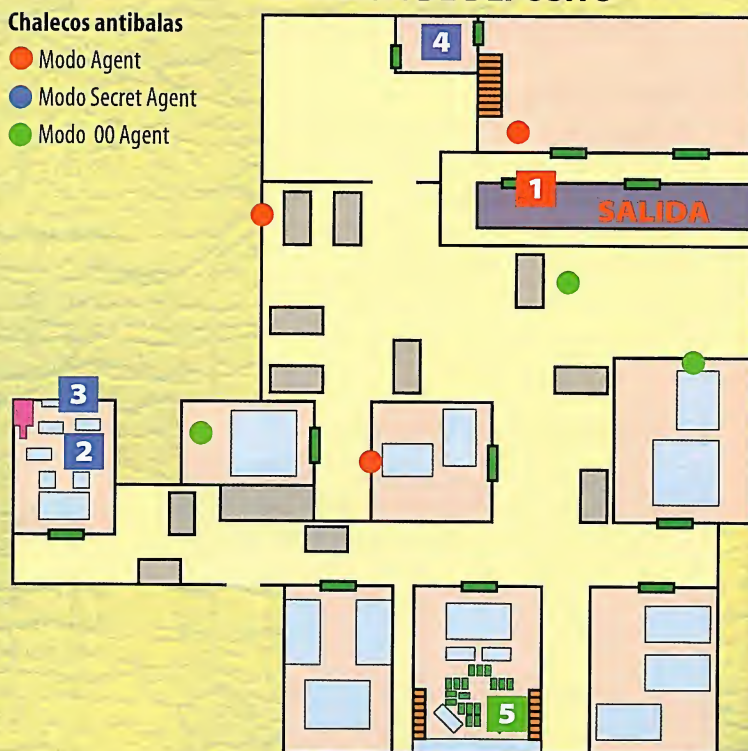 Chalecos antibalas
Modo Agent
Modo Secret Agent
Modo 00 Agent
4
1
SALIDA
3
2
5